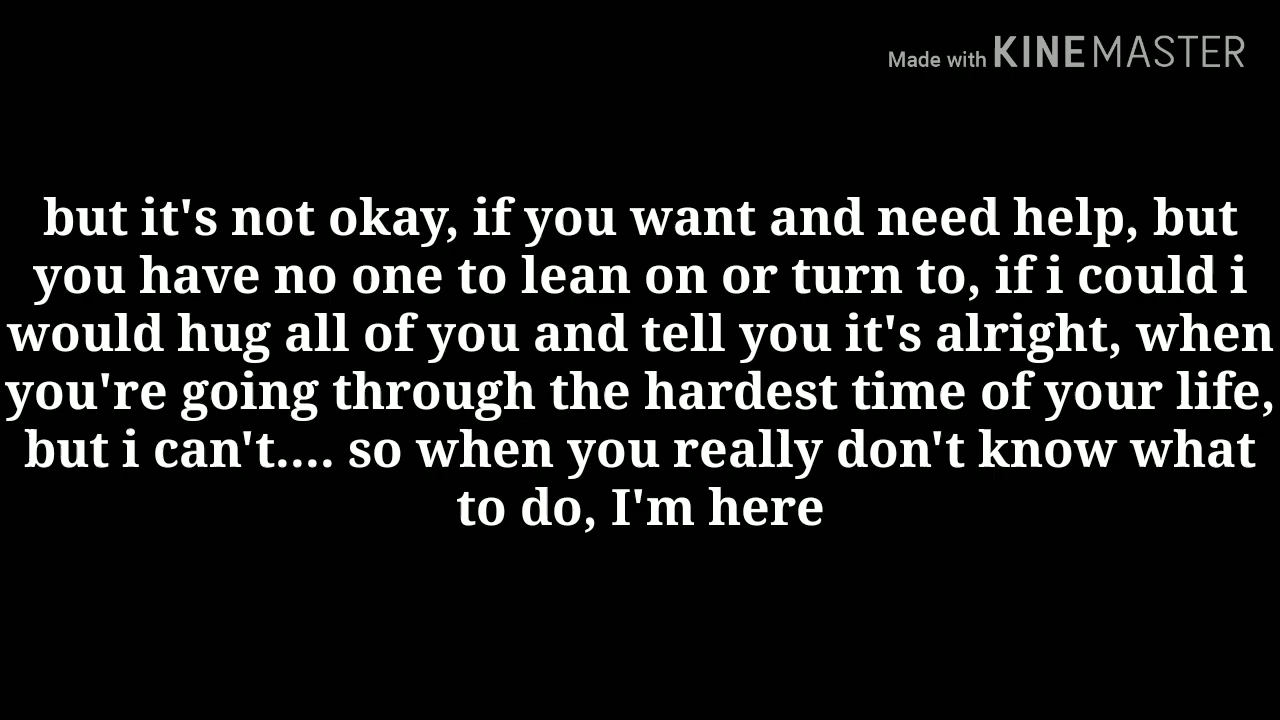 Made with KINEMASTER
but it's not okay, if you want and need help, but
you have no one to lean on or turn to, if i could i
would hug all of you and tell you it's alright, when
you're going through the hardest time of your life,
but i can't.... so when you really don't know what
to do, I'm here